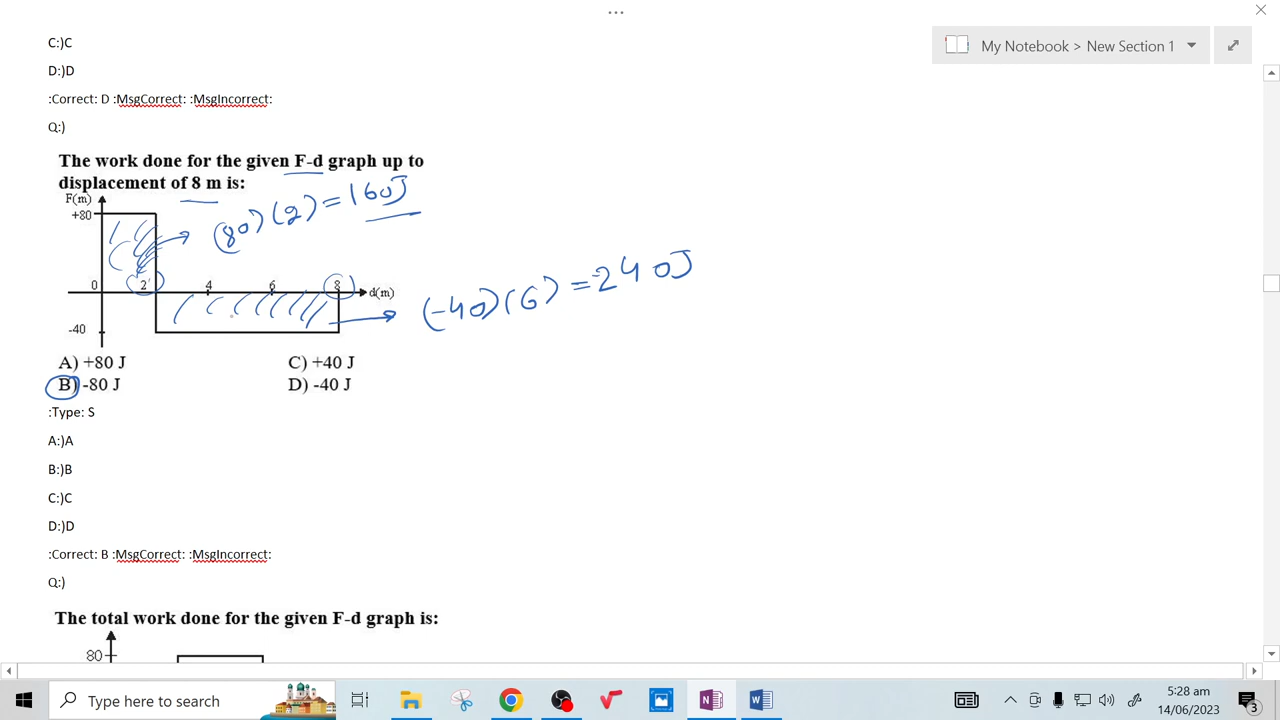 ...
My Notebook > New Section 1
C:)C
D:)D
:Correct: D :MsgCorrect: :MsgIncorrect:
Q:)
The work done for the given F-d graph up to
displacement of 8 m is:
F(m)
+80
(80)(2)=160J
0 2 4 6 8 d(m)
(-40)(6)=240J
-40
A) +80 J C) +40 J
B) -80 J D) -40 J
:Type: S
A:)A
B:)B
C:)C
D:)D
:Correct: B :MsgCorrect: :MsgIncorrect:
Q:)
The total work done for the given F-d graph is:
80
Type here to search
5:28 am
14/06/2023
3